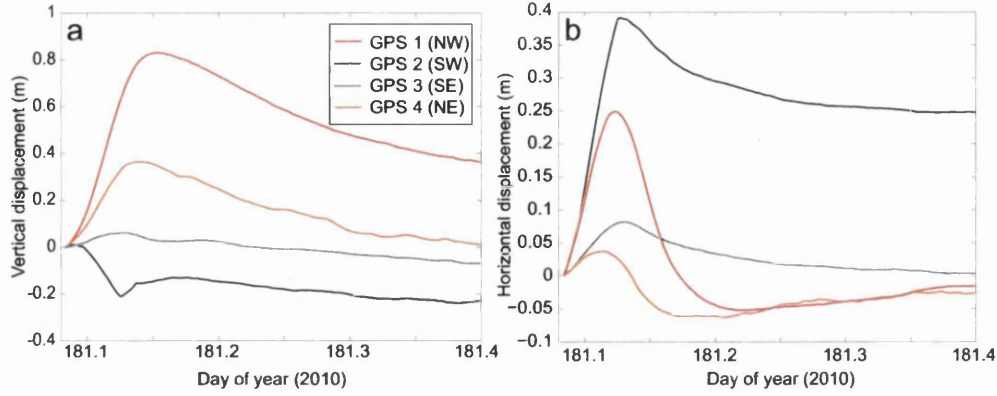 a
GPS 1 (NW)
GPS 2 (SW)
GPS 3 (SE)
GPS 4 (NE)
Vertical displacement (m)
1
0.8
0.6
0.4
0.2
0
-0.2
-0.4
181.1 181.2 181.3 181.4
Day of year (2010)
b
Horizontal displacement (m)
0.4
0.35
0.3
0.25
0.2
0.15
0.1
0.05
0
−0.05
−0.1
181.1 181.2 181.3 181.4
Day of year (2010)